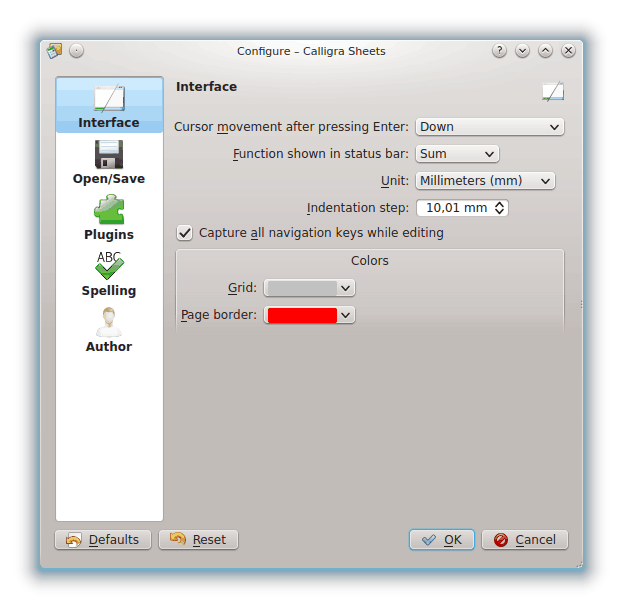 Configure – Calligra Sheets
Interface
Open/Save
Plugins
ABC
Spelling
Author
Interface
Cursor movement after pressing Enter: Down
Function shown in status bar: Sum
Unit: Millimeters (mm)
Indentation step: 10,01 mm
Capture all navigation keys while editing
Colors
Grid:
Page border:
Defaults
Reset
OK
Cancel